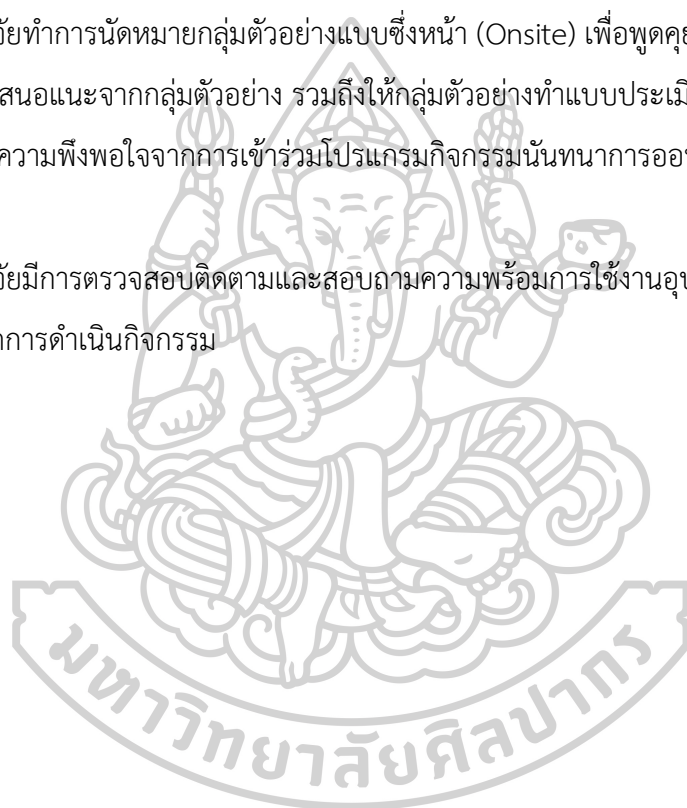 ัยทำการนัดหมายกลุ่มตัวอย่างแบบซึ่งหน้า (Onsite) เพื่อพูดคุย
สนอแนะจากกลุ่มตัวอย่าง รวมถึงให้กลุ่มตัวอย่างทำแบบประเมิ
ความพึงพอใจจากการเข้าร่วมโปรแกรมกิจกรรมนันทนาการออ
ัยมีการตรวจสอบติดตามและสอบถามความพร้อมการใช้งานอุ
การดำเนินกิจกรรม
มหาวิทยาลัยศิลปากร